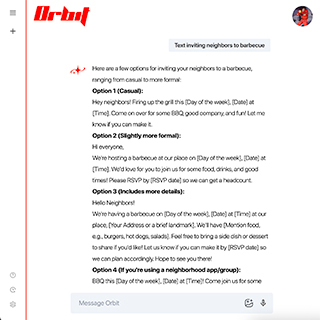 Orbit
Text inviting neighbors to barbecue
Here are a few options for inviting your neighbors to a barbecue,
ranging from casual to more formal:
Option 1 (Casual):
Hey neighbors! Firing up the grill this [Day of the week], [Date] at
[Time]. Come on over for some BBQ, good company, and fun! Let me
know if you can make it.
Option 2 (Slightly more formal):
Hi everyone,
We're hosting a barbecue at our place on [Day of the week], [Date] at
[Time]. We'd love for you to join us for some food, drinks, and good
times! Please RSVP by [RSVP date] so we can get a headcount.
Option 3 (Includes more details):
Hello Neighbors!
We're having a barbecue on [Day of the week], [Date] at [Time] at our
place, [Your Address or a brief landmark]. We'll have [Mention food,
e.g., burgers, hot dogs, salads]. Feel free to bring a side dish or dessert
to share if you'd like! Let us know if you can make it by [RSVP date] so
we can plan accordingly. Hope to see you there!
Option 4 (If you're using a neighborhood app/group):
BBQ this [Day of the week], [Date] at [Time]! Come join us for some
Message Orbit